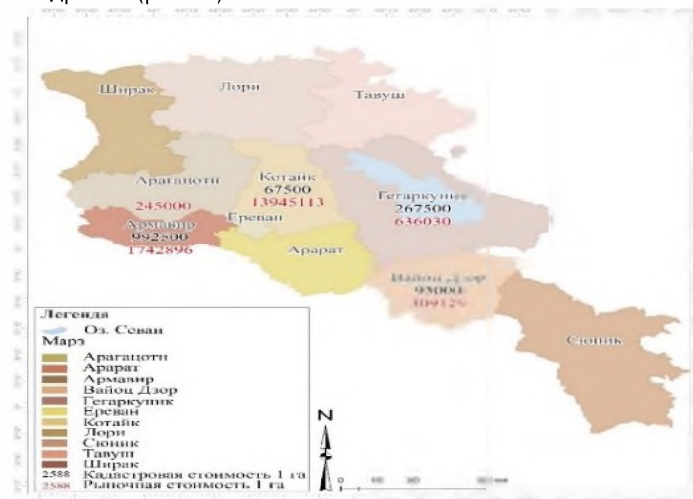 Ширак
Лори
Тавуш
Арагацотн
245000
Котайк
67500
13945113
Гегаркуник
267500
636030
Ереван
Армавир
992500
1742896
Арарат
Вайоц Дзор
95000
309129
Сюник
Легенда
Оз. Севан
Марз
Арагацотн
Арарат
Армавир
Вайоц Дзор
Гегаркуник
Ереван
Котайк
Лори
Сюник
Тавуш
Ширак
2588 Кадастровая стоимость 1 га
2588 Рыночная стоимость 1 га
N